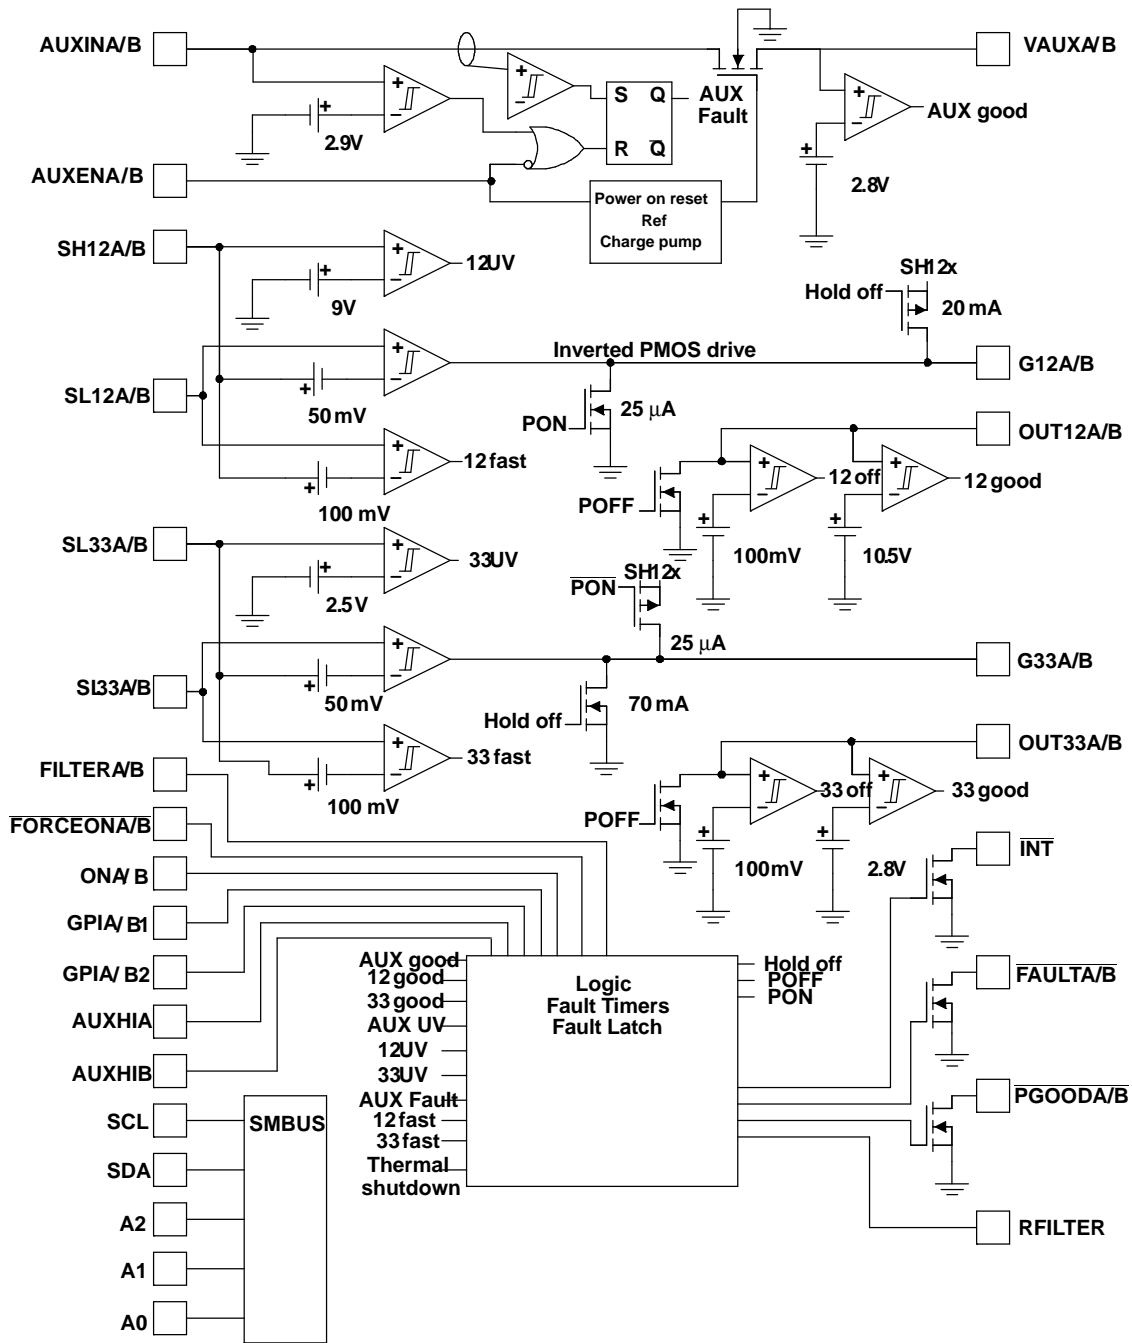 AUXINA/B
VAUXA/B
+
−
S Q
R Q̅
AUX
Fault
+
−
+
−
AUX good
+
2.9V
+
2.8V
AUXENA/B
Power on reset
Ref
Charge pump
SH12A/B
+
−
12UV
+
9V
SH12x
Hold off
20 mA
Inverted PMOS drive
G12A/B
SL12A/B
+
−
+
50 mV
PON
25 μA
OUT12A/B
+
−
12 fast
+
100 mV
POFF
+
−
12 off
+
−
12 good
+
100mV
+
10.5V
SL33A/B
+
−
33UV
+
2.5V
P̅O̅N̅
SH12x
25 μA
G33A/B
SL33A/B
+
−
+
50 mV
Hold off
70 mA
OUT33A/B
+
−
33 fast
+
100 mV
POFF
+
−
33 off
+
−
33 good
+
100mV
+
2.8V
FILTERA/B
F̅O̅R̅C̅E̅O̅N̅A̅/̅B̅
ONA/B
GPIA/B1
GPIA/B2
AUXHIA
AUXHIB
I̅N̅T̅
F̅A̅U̅L̅T̅A̅/̅B̅
P̅G̅O̅O̅D̅A̅/̅B̅
RFILTER
AUX good
12 good
33 good
AUX UV
12UV
33UV
AUX Fault
12 fast
33 fast
Thermal
shutdown
Logic
Fault Timers
Fault Latch
Hold off
POFF
PON
SCL
SDA
A2
A1
A0
SMBUS